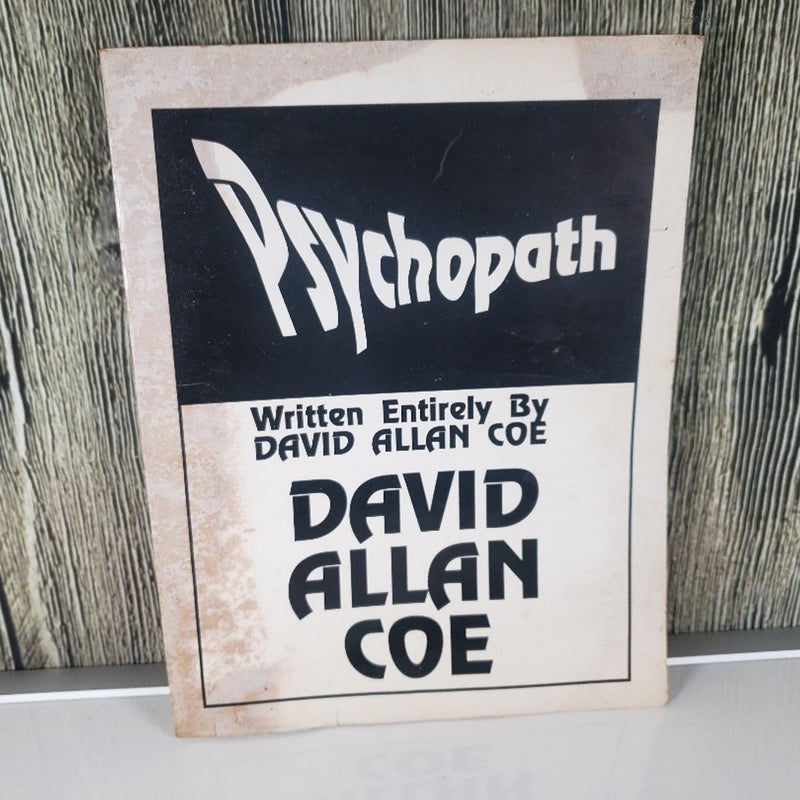 Psychopath
Written Entirely By
DAVID ALLAN COE
DAVID
ALLAN
COE